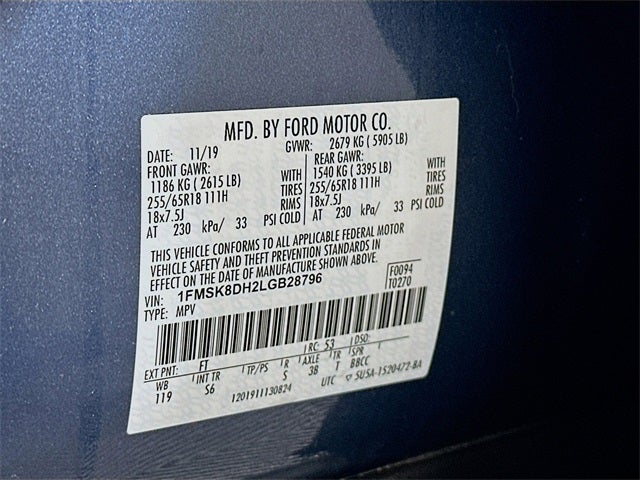 MFD. BY FORD MOTOR CO.
DATE: 11/19 GVWR: 2679 KG ( 5905 LB)
FRONT GAWR: REAR GAWR:
1186 KG ( 2615 LB) WITH 1540 KG ( 3395 LB) WITH
255/65R18 111H TIRES 255/65R18 111H TIRES
18x7.5J RIMS 18x7.5J RIMS
AT 230 kPa/ 33 PSI COLD AT 230 kPa/ 33 PSI COLD
THIS VEHICLE CONFORMS TO ALL APPLICABLE FEDERAL MOTOR
VEHICLE SAFETY AND THEFT PREVENTION STANDARDS IN
EFFECT ON THE DATE OF MANUFACTURE SHOWN ABOVE. F0094
VIN: 1FMSK8DH2LGB28796 T0270
TYPE: MPV
EXT PNT: FT RC: 53 DSO:
WB INT TR TP/PS R AXLE TR SPR
119 S6 S 3B T BBCC
1201911130824 UTC 5U5A-1520472-BA